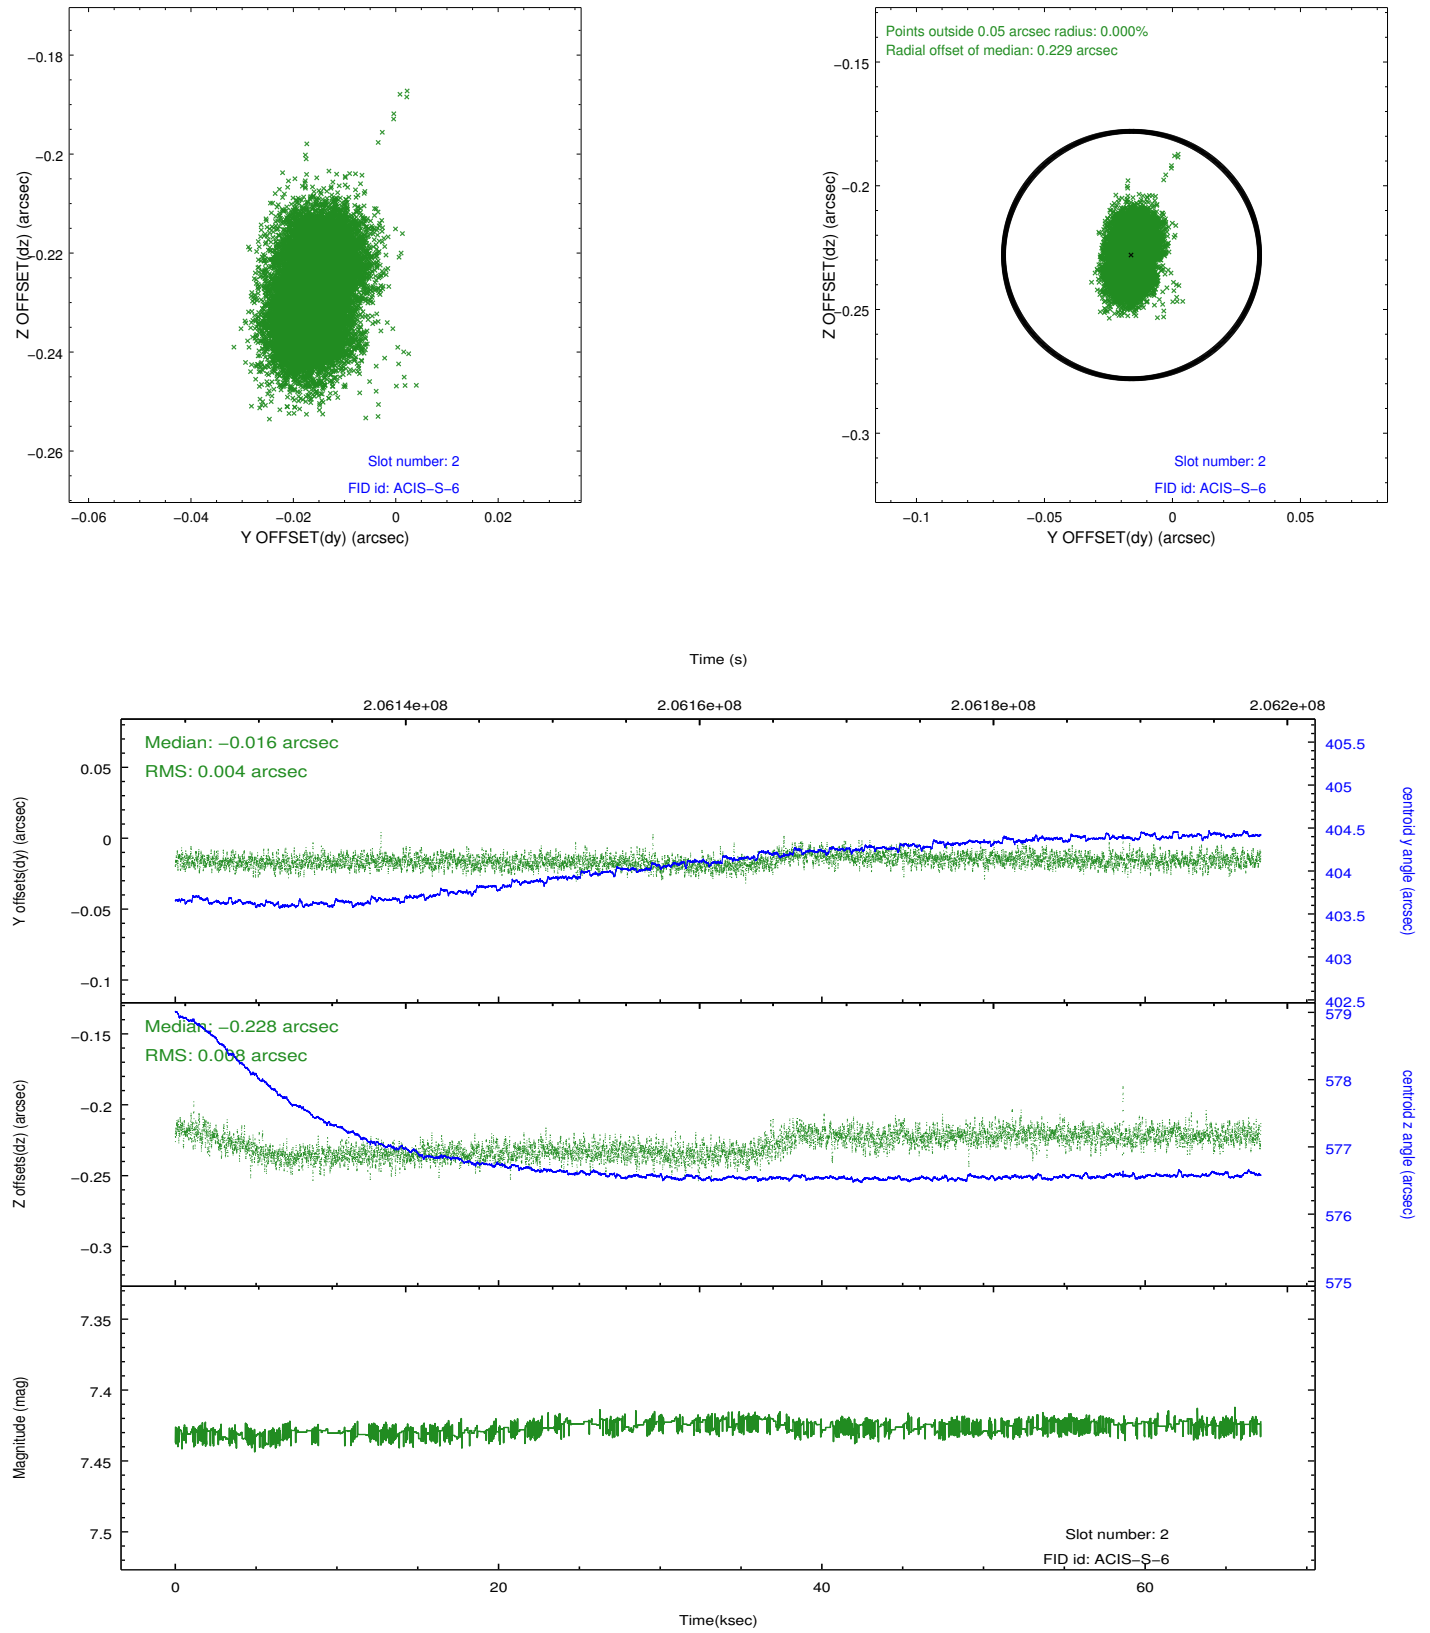 −0.18
−0.2
−0.22
−0.24
−0.26
Z OFFSET(dz) (arcsec)
Slot number: 2
FID id: ACIS−S−6
−0.06
−0.04
−0.02
0
0.02
Y OFFSET(dy) (arcsec)
Points outside 0.05 arcsec radius: 0.000%
Radial offset of median: 0.229 arcsec
−0.15
−0.2
−0.25
−0.3
Z OFFSET(dz) (arcsec)
Slot number: 2
FID id: ACIS−S−6
−0.1
−0.05
0
0.05
Y OFFSET(dy) (arcsec)
Time (s)
2.0614e+08
2.0616e+08
2.0618e+08
2.062e+08
Median: −0.016 arcsec
RMS: 0.004 arcsec
0.05
0
−0.05
−0.1
Y offsets(dy) (arcsec)
405.5
405
404.5
404
403.5
403
402.5
centroid y angle (arcsec)
Median: −0.228 arcsec
RMS: 0.008 arcsec
−0.15
−0.2
−0.25
−0.3
Z offsets(dz) (arcsec)
579
578
577
576
575
centroid z angle (arcsec)
7.35
7.4
7.45
7.5
Magnitude (mag)
Slot number: 2
FID id: ACIS−S−6
0
20
40
60
Time(ksec)